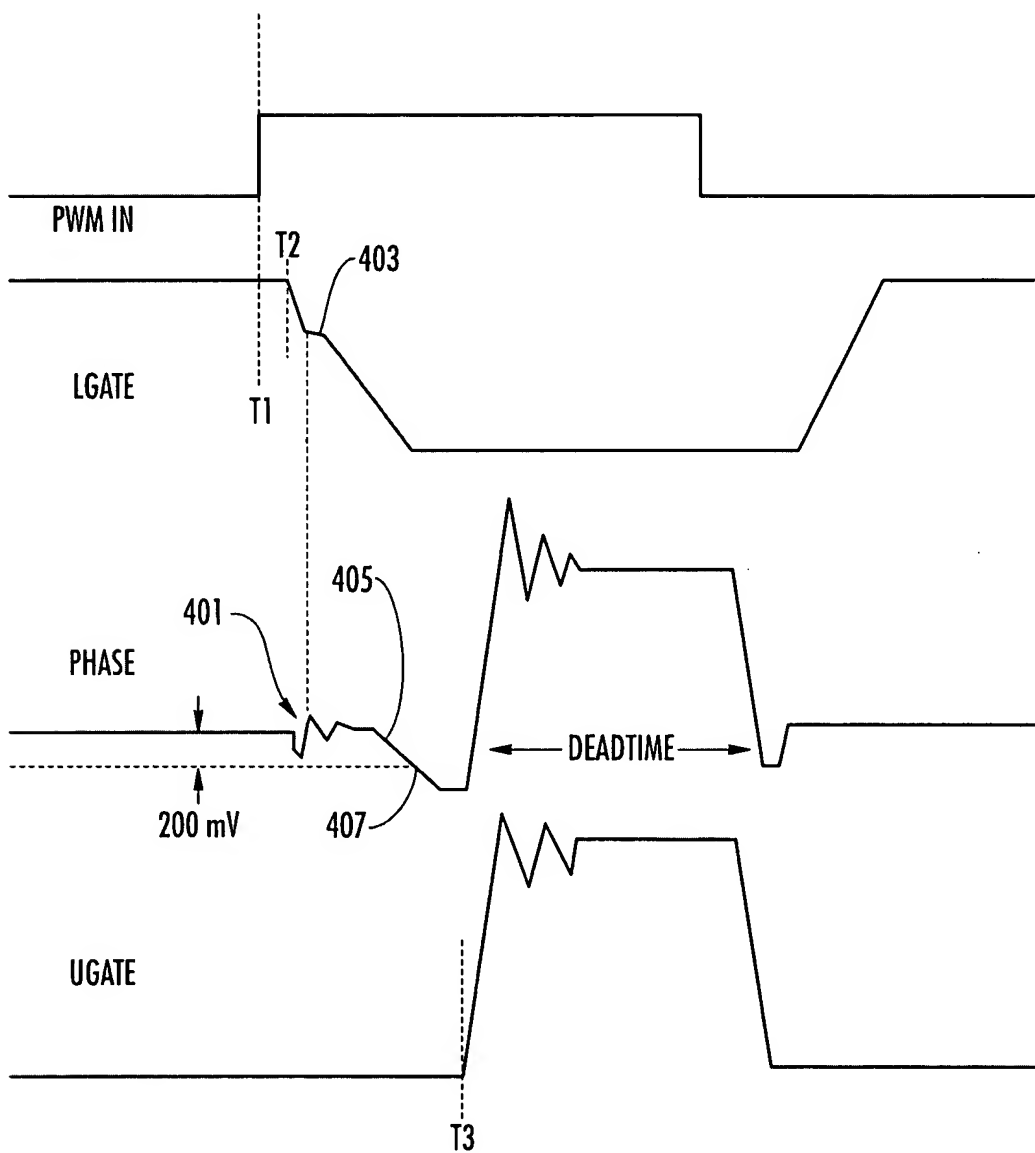 PWM IN
T2
403
LGATE
T1
405
401
PHASE
DEADTIME
200 mV
407
UGATE
T3